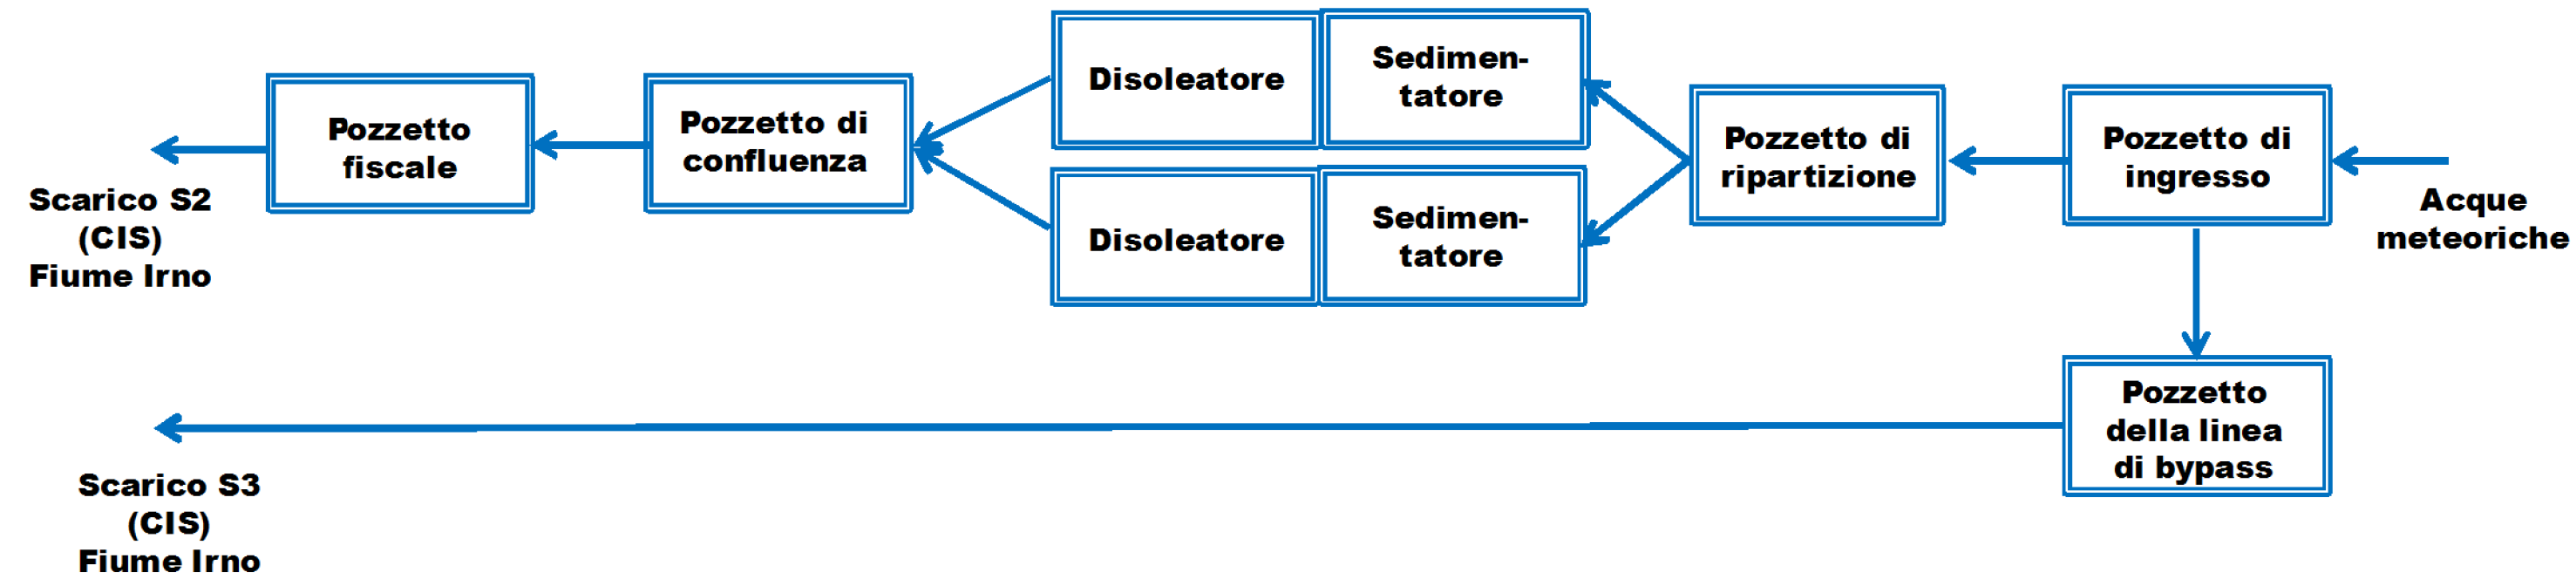 Disoleatore
Sedimen-
tatore
Pozzetto
fiscale
Pozzetto di
confluenza
Pozzetto di
ripartizione
Pozzetto di
ingresso
Scarico S2
(CIS)
Fiume Irno
Disoleatore
Sedimen-
tatore
Acque
meteoriche
Pozzetto
della linea
di bypass
Scarico S3
(CIS)
Fiume Irno